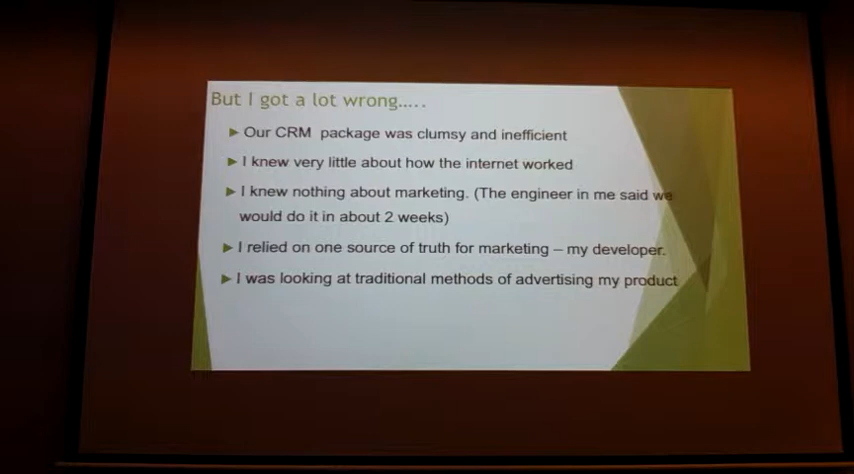 But I got a lot wrong.....
Our CRM package was clumsy and inefficient
I knew very little about how the internet worked
I knew nothing about marketing. (The engineer in me said we
would do it in about 2 weeks)
I relied on one source of truth for marketing – my developer.
I was looking at traditional methods of advertising my product